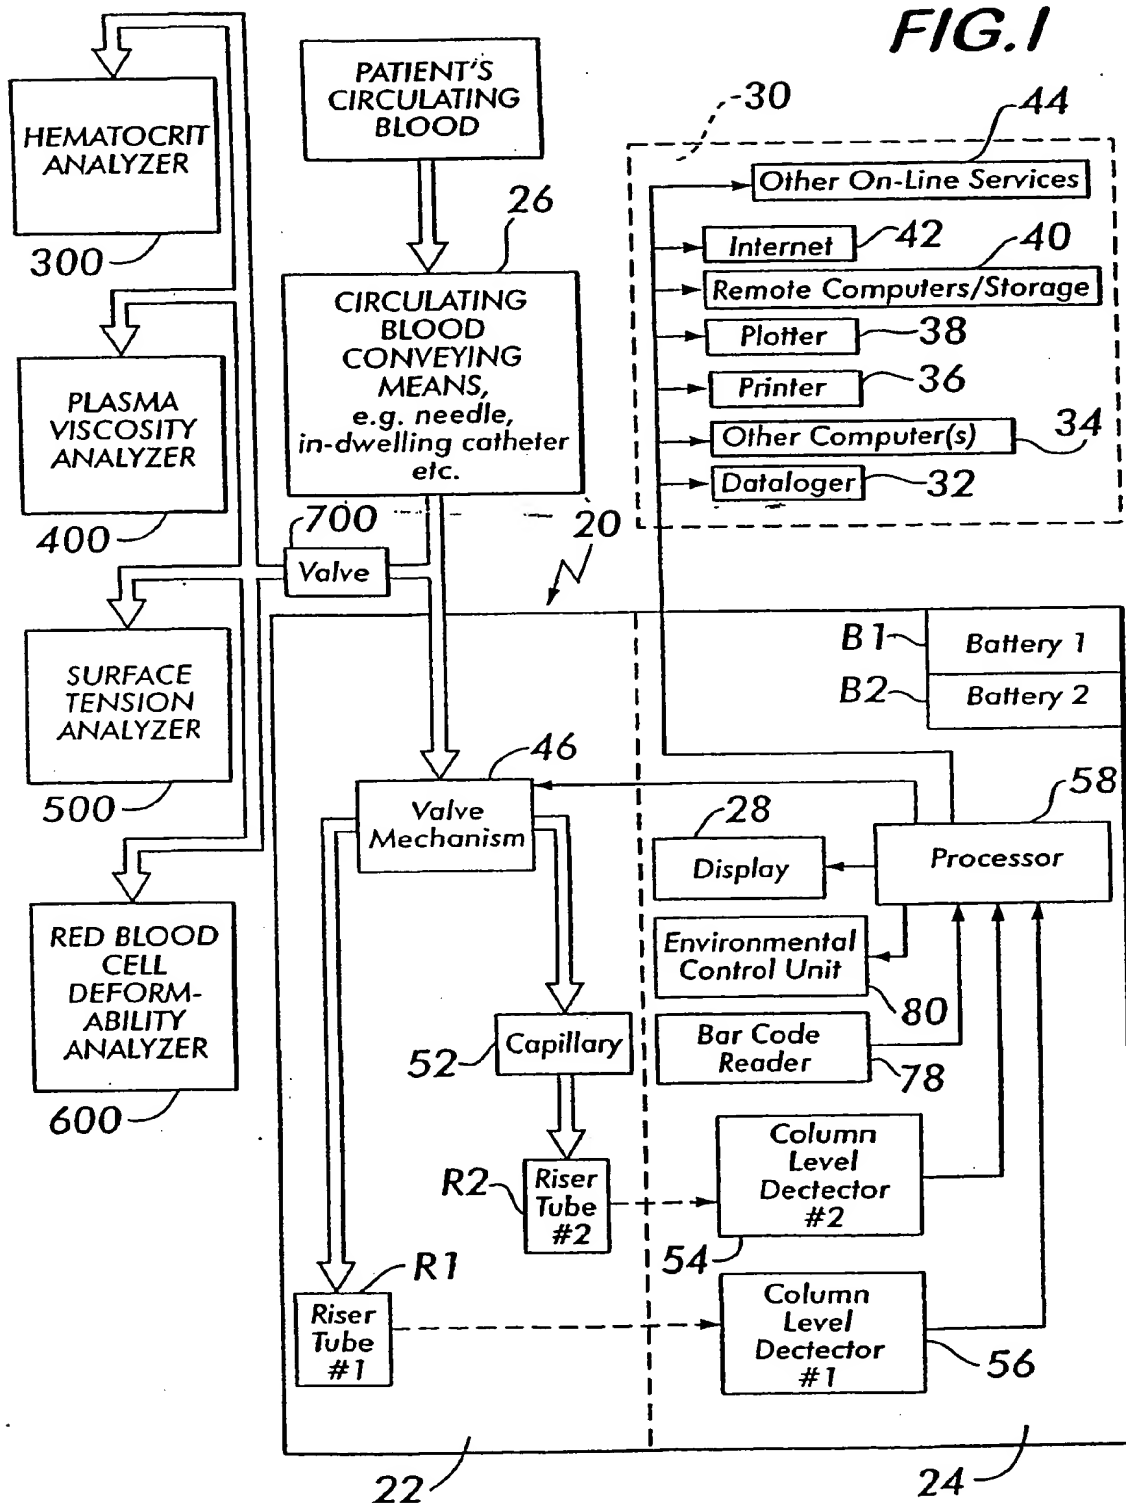 FIG.1
PATIENT'S
CIRCULATING
BLOOD
HEMATOCRIT
ANALYZER
300
26
CIRCULATING
BLOOD
CONVEYING
MEANS,
e.g. needle,
in-dwelling catheter
etc.
PLASMA
VISCOSITY
ANALYZER
400
700
Valve
20
SURFACE
TENSION
ANALYZER
500
RED BLOOD
CELL
DEFORM-
ABILITY
ANALYZER
600
30
44
Other On-Line Services
Internet
42
40
Remote Computers/Storage
Plotter
38
Printer
36
Other Computer(s)
34
Dataloger
32
B1
Battery 1
B2
Battery 2
46
Valve
Mechanism
58
Processor
28
Display
Environmental
Control Unit
80
Bar Code
Reader
78
52
Capillary
R2
Riser
Tube
#2
Column
Level
Dectector
#2
54
R1
Riser
Tube
#1
Column
Level
Dectector
#1
56
22
24